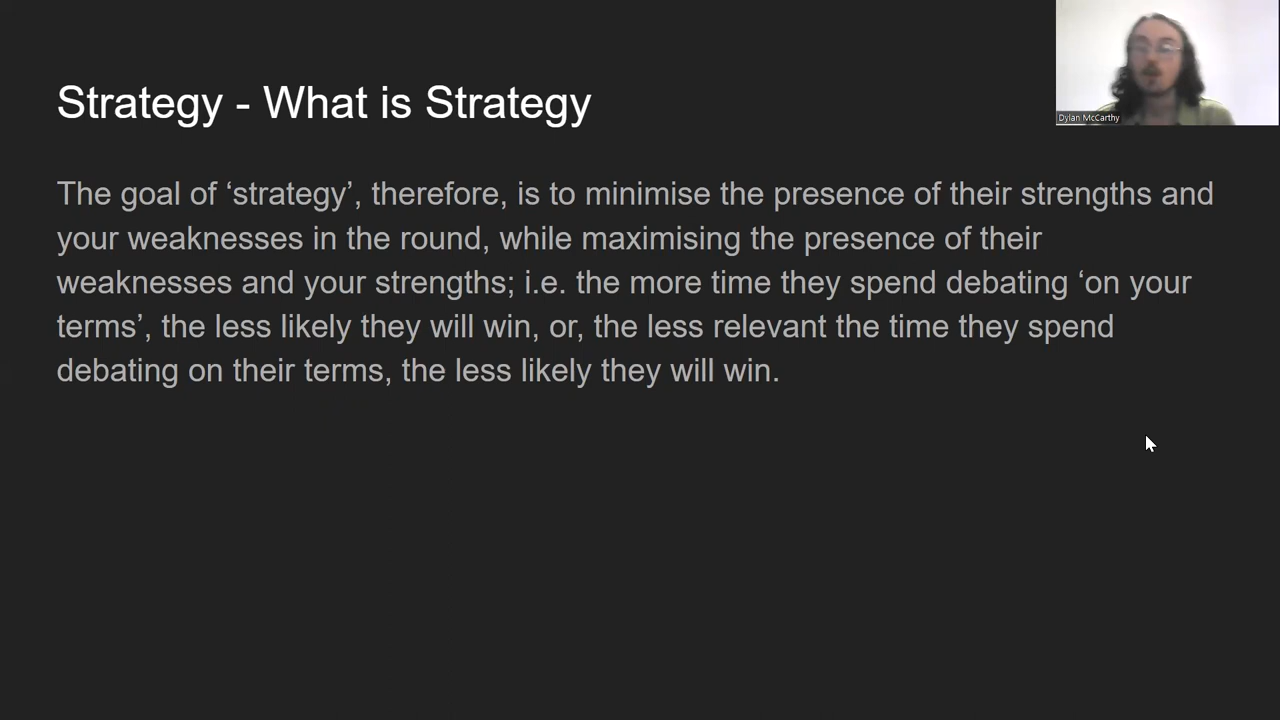 Strategy - What is Strategy
Dylan McCarthy
The goal of ‘strategy’, therefore, is to minimise the presence of their strengths and
your weaknesses in the round, while maximising the presence of their
weaknesses and your strengths; i.e. the more time they spend debating ‘on your
terms’, the less likely they will win, or, the less relevant the time they spend
debating on their terms, the less likely they will win.